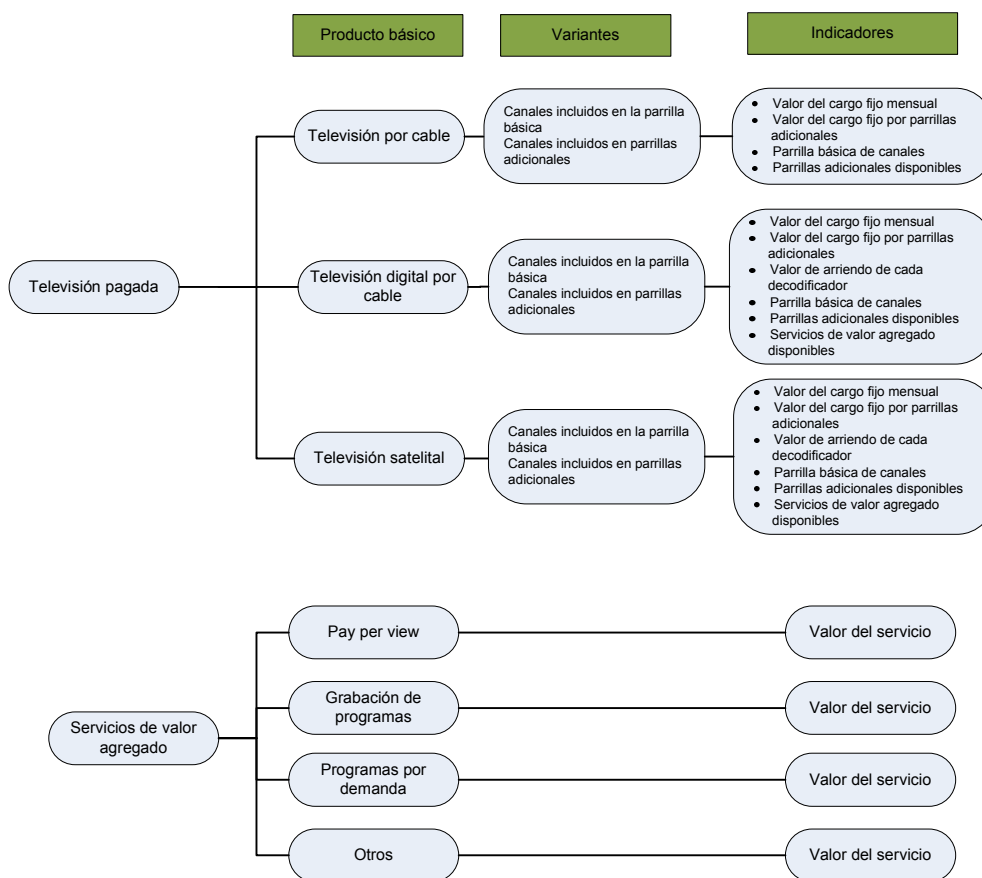 Producto básico
Variantes
Indicadores
Televisión pagada
Televisión por cable
Canales incluidos en la parrilla
básica
Canales incluidos en parrillas
adicionales
• Valor del cargo fijo mensual
• Valor del cargo fijo por parrillas
adicionales
• Parrilla básica de canales
• Parrillas adicionales disponibles
Televisión digital por
cable
Canales incluidos en la parrilla
básica
Canales incluidos en parrillas
adicionales
• Valor del cargo fijo mensual
• Valor del cargo fijo por parrillas
adicionales
• Valor de arriendo de cada
decodificador
• Parrilla básica de canales
• Parrillas adicionales disponibles
• Servicios de valor agregado
disponibles
Televisión satelital
Canales incluidos en la parrilla
básica
Canales incluidos en parrillas
adicionales
• Valor del cargo fijo mensual
• Valor del cargo fijo por parrillas
adicionales
• Valor de arriendo de cada
decodificador
• Parrilla básica de canales
• Parrillas adicionales disponibles
• Servicios de valor agregado
disponibles
Servicios de valor
agregado
Pay per view
Valor del servicio
Grabación de
programas
Valor del servicio
Programas por
demanda
Valor del servicio
Otros
Valor del servicio